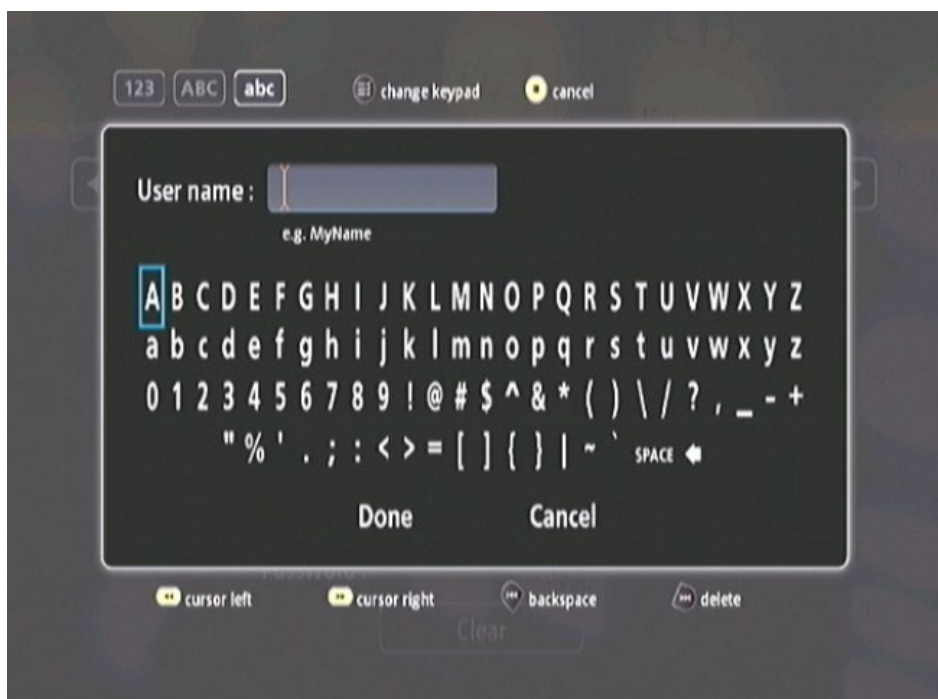 123 ABC abc change keypad cancel
User name :
e.g. MyName
A B C D E F G H I J K L M N O P Q R S T U V W X Y Z
a b c d e f g h i j k l m n o p q r s t u v w x y z
0 1 2 3 4 5 6 7 8 9 ! @ # $ ^ & * ( ) \ / ? , _ - +
" % ' . ; : < > = [ ] { } | ~ ` SPACE
Done Cancel
Password :
cursor left cursor right backspace delete
Clear